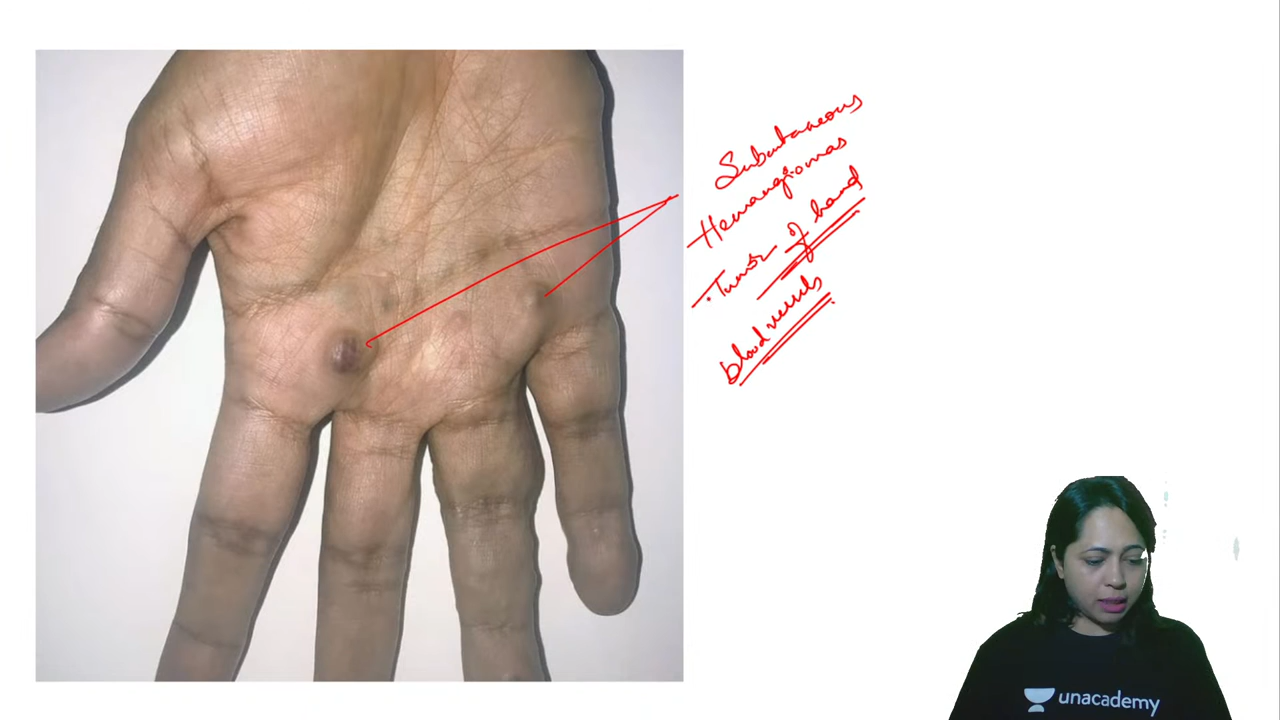 Subcutaneous
Hemangiomas
Tumor of hand
blood vessels
unacademy